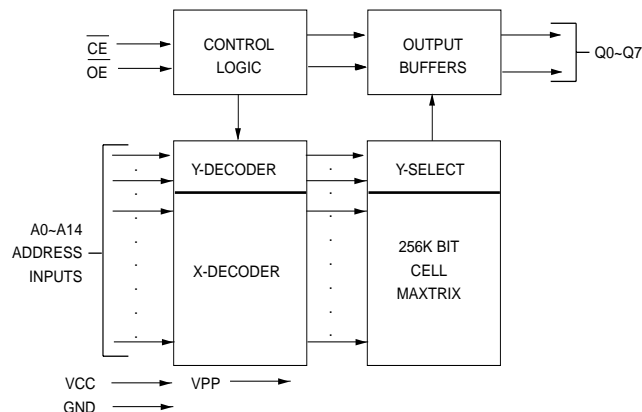 CE
OE
CONTROL
LOGIC
OUTPUT
BUFFERS
Q0~Q7
A0~A14
ADDRESS
INPUTS
Y-DECODER
X-DECODER
Y-SELECT
256K BIT
CELL
MAXTRIX
VCC
GND
VPP